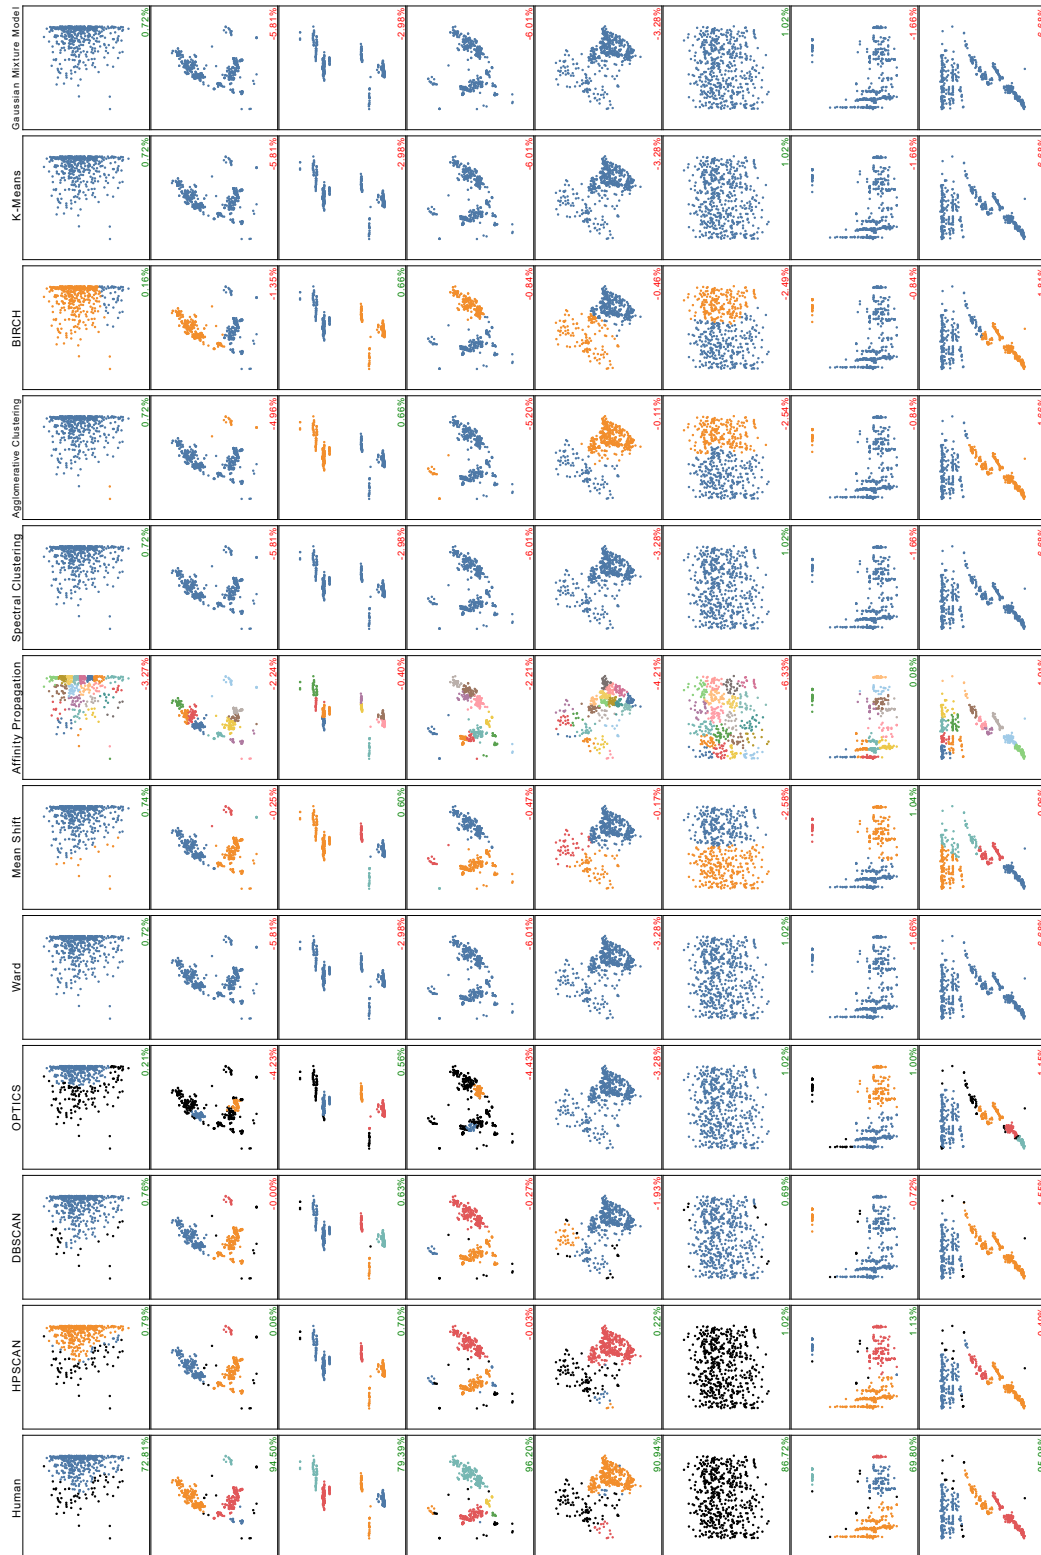 Human HPSCAN DBSCAN OPTICS Ward Mean Shift Affinity Propagation Spectral Clustering Agglomerative Clustering BIRCH K-Means Gaussian Mixture Model
72.81% 0.79% 0.76% 0.21% 0.72% 0.74% -3.27% 0.72% 0.72% 0.16% 0.72% 0.72%
94.50% 0.06% -0.00% -4.23% -5.81% -0.25% -2.24% -5.81% -4.96% -1.35% -5.81% -5.81%
79.39% 0.70% 0.63% 0.56% -2.98% 0.60% -0.40% -2.98% 0.66% 0.66% -2.98% -2.98%
96.20% -0.03% -0.27% -4.43% -6.01% -0.47% -2.21% -6.01% -5.20% -0.84% -6.01% -6.01%
90.94% 0.22% -1.93% -3.28% -3.28% -0.17% -4.21% -3.28% -0.11% -0.46% -3.28% -3.28%
86.72% 1.02% 0.69% 1.02% 1.02% -2.58% -6.33% 1.02% -2.54% -2.49% 1.02% 1.02%
69.80% 1.13% -0.72% 1.00% -1.66% 1.04% 0.08% -1.66% -0.84% -0.84% -1.66% -1.66%